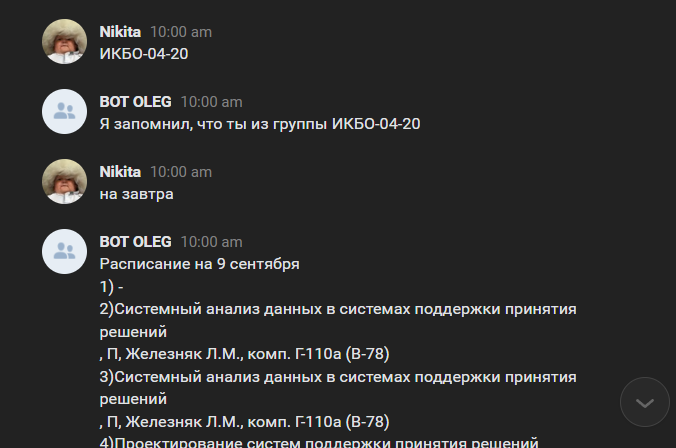 Nikita 10:00 am
ИКБО-04-20
BOT OLEG 10:00 am
Я запомнил, что ты из группы ИКБО-04-20
Nikita 10:00 am
на завтра
BOT OLEG 10:00 am
Расписание на 9 сентября
1) -
2)Системный анализ данных в системах поддержки принятия
решений
, П, Железняк Л.М., комп. Г-110а (В-78)
3)Системный анализ данных в системах поддержки принятия
решений
, П, Железняк Л.М., комп. Г-110а (В-78)
4)Проектирование систем поддержки принятия решений